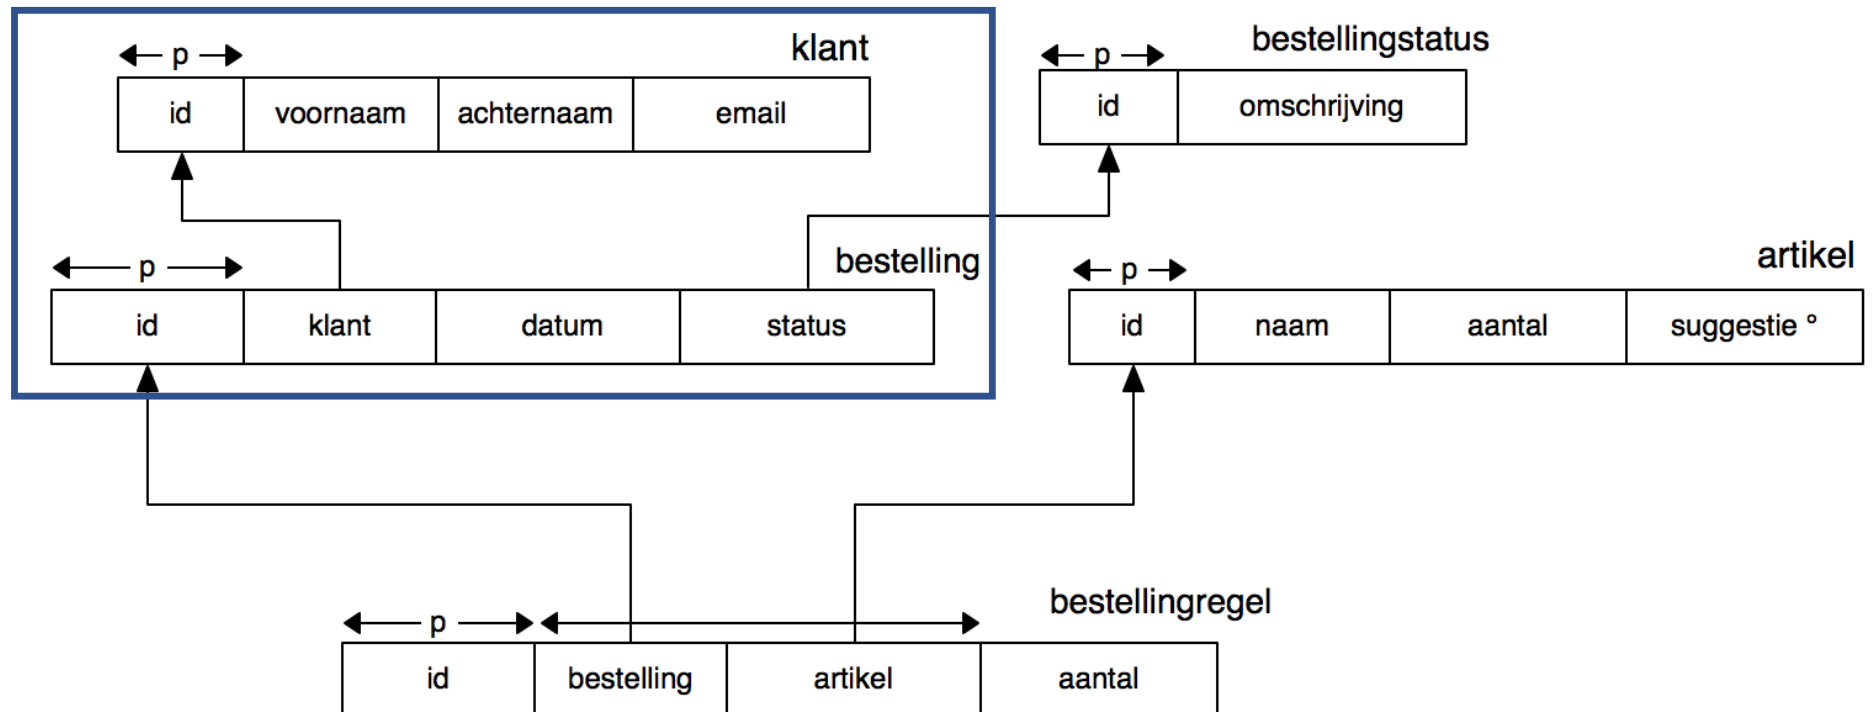 klant
p
id voornaam achternaam email
bestellingstatus
p
id omschrijving
bestelling
p
id klant datum status
artikel
p
id naam aantal suggestie °
bestellingregel
p
id bestelling artikel aantal